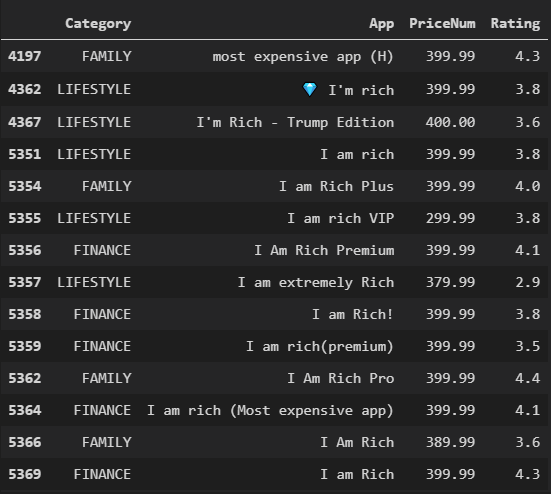 Category App PriceNum Rating
4197 FAMILY most expensive app (H) 399.99 4.3
4362 LIFESTYLE 💎 I'm rich 399.99 3.8
4367 LIFESTYLE I'm Rich - Trump Edition 400.00 3.6
5351 LIFESTYLE I am rich 399.99 3.8
5354 FAMILY I am Rich Plus 399.99 4.0
5355 LIFESTYLE I am rich VIP 299.99 3.8
5356 FINANCE I Am Rich Premium 399.99 4.1
5357 LIFESTYLE I am extremely Rich 379.99 2.9
5358 FINANCE I am Rich! 399.99 3.8
5359 FINANCE I am rich(premium) 399.99 3.5
5362 FAMILY I Am Rich Pro 399.99 4.4
5364 FINANCE I am rich (Most expensive app) 399.99 4.1
5366 FAMILY I Am Rich 389.99 3.6
5369 FINANCE I am Rich 399.99 4.3